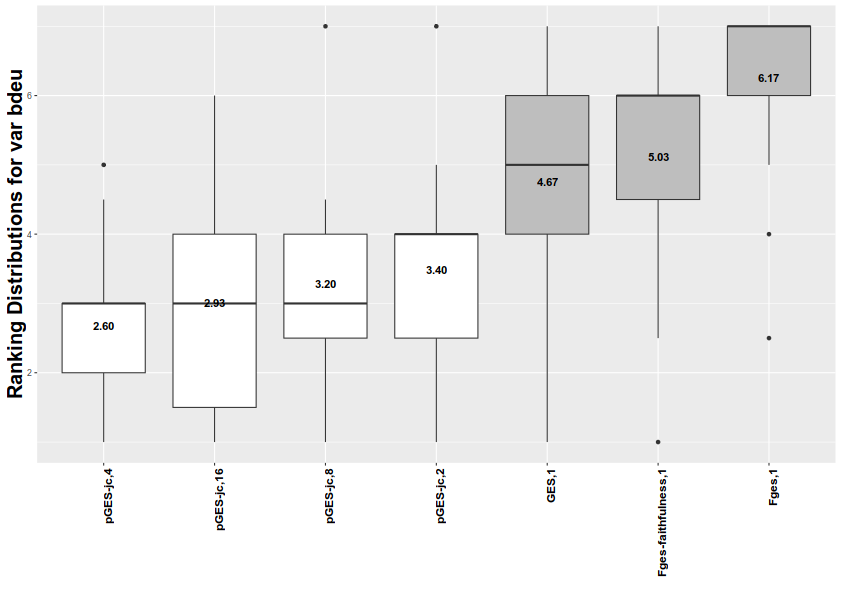 Ranking Distributions for var bdeu
6
4
2
2.60
2.93
3.20
3.40
4.67
5.03
6.17
pGES-jc,4
pGES-jc,16
pGES-jc,8
pGES-jc,2
GES,1
Fges-faithfulness,1
Fges,1